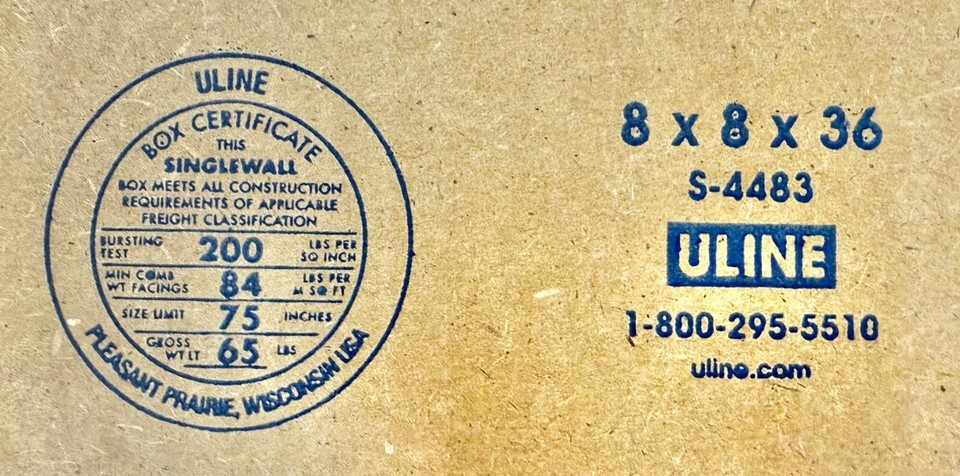 ULINE
BOX CERTIFICATE
THIS
SINGLEWALL
BOX MEETS ALL CONSTRUCTION
REQUIREMENTS OF APPLICABLE
FREIGHT CLASSIFICATION
BURSTING TEST 200 LBS PER SQ INCH
MIN COMB WT FACINGS 84 LBS PER M SQ FT
SIZE LIMIT 75 INCHES
GROSS WT LT 65 LBS
PLEASANT PRAIRIE, WISCONSIN USA
8 x 8 x 36
S-4483
ULINE
1-800-295-5510
uline.com